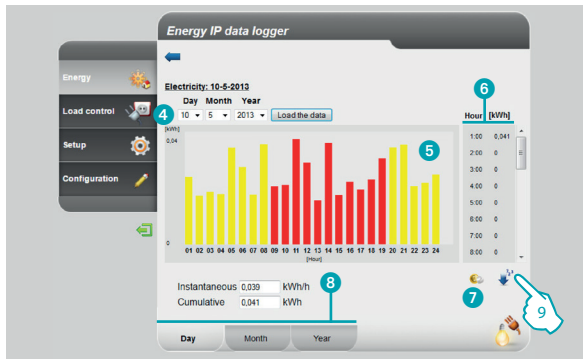 Energy IP data logger
Energy
Load control
Setup
Configuration
Electricity: 10-5-2013
Day Month Year
4 10 5 2013 Load the data
6
Hour [kWh]
[kWh]
0,04
0
5
01 02 03 04 05 06 07 08 09 10 11 12 13 14 15 16 17 18 19 20 21 22 23 24
[Hour]
1:00 0,041
2:00 0
3:00 0
4:00 0
5:00 0
6:00 0
7:00 0
8:00 0
Instantaneous 0,039 kWh/h
Cumulative 0,041 kWh
8
7
9
Day Month Year